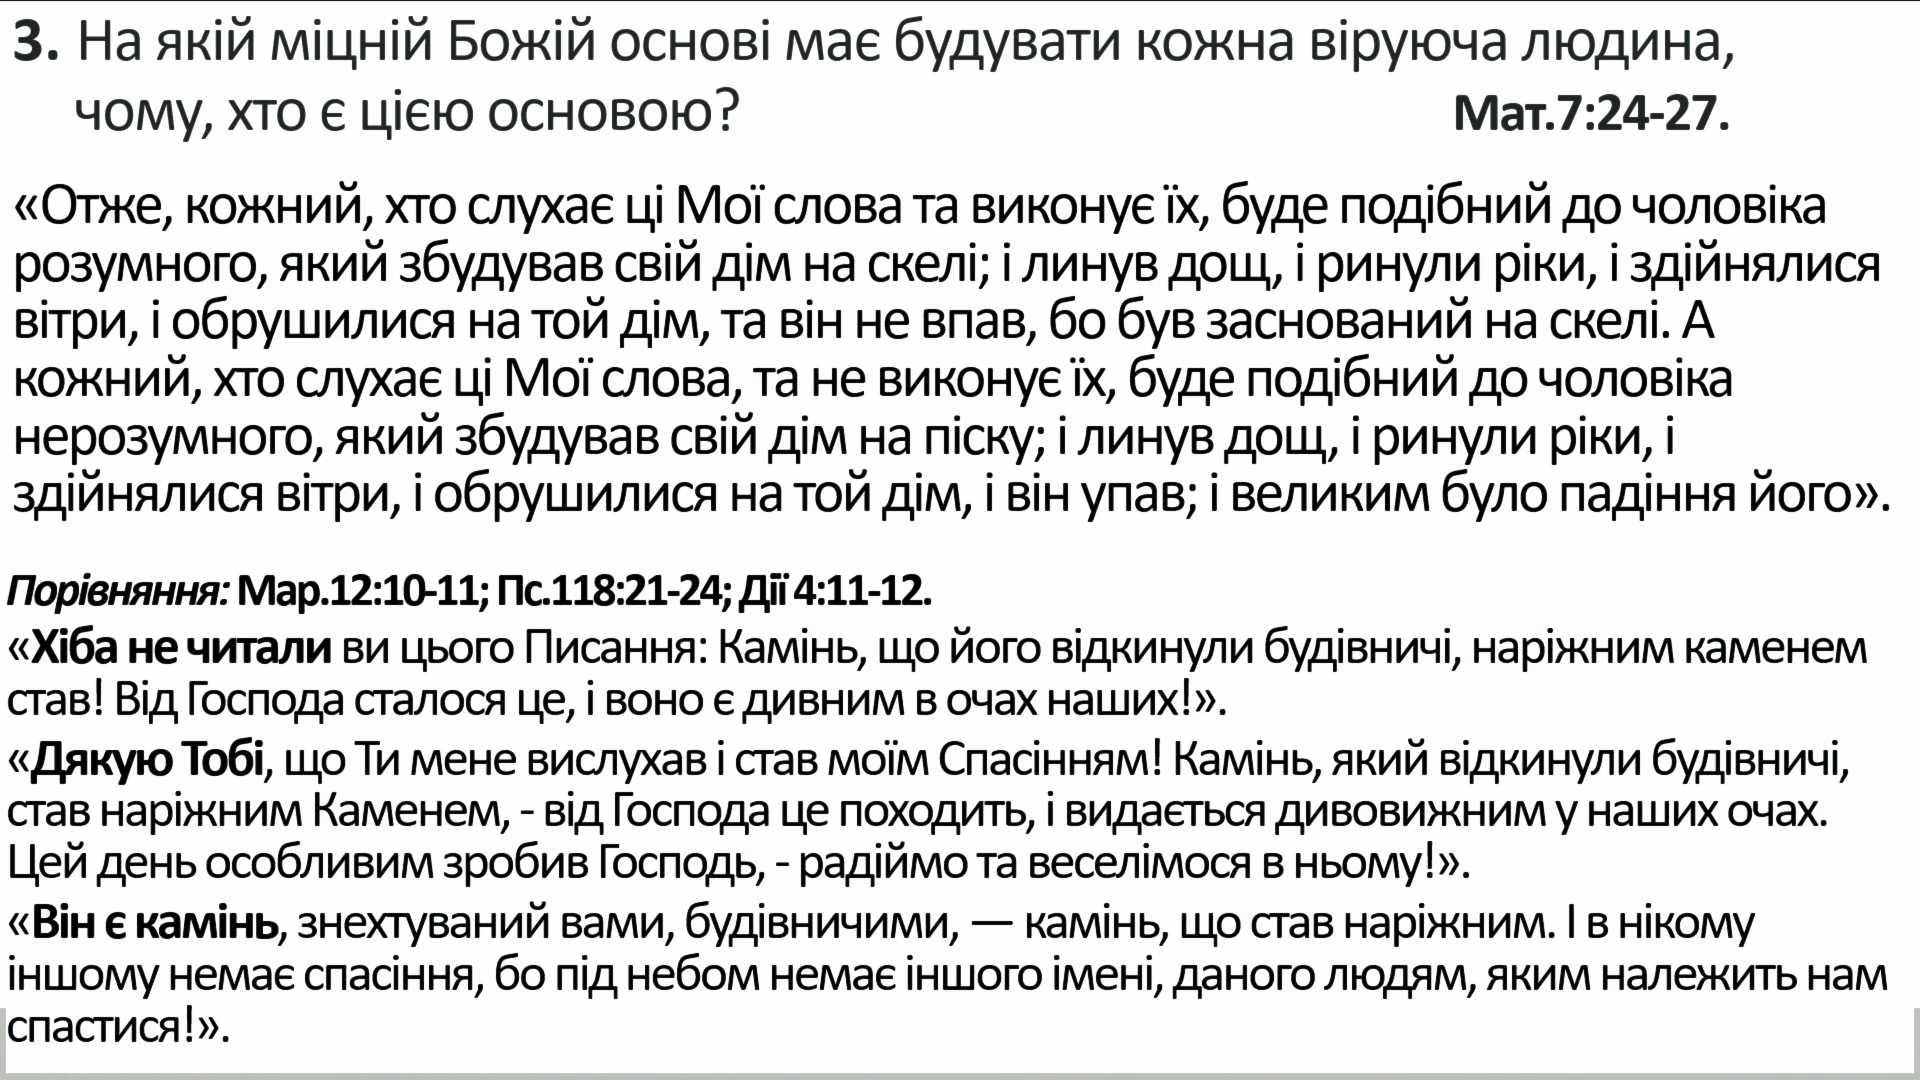 3. На якій міцній Божій основі має будувати кожна віруюча людина,
чому, хто є цією основою? Мат.7:24-27.
«Отже, кожний, хто слухає ці Мої слова та виконує їх, буде подібний до чоловіка
розумного, який збудував свій дім на скелі; і линув дощ, і ринули ріки, і здійнялися
вітри, і обрушилися на той дім, та він не впав, бо був заснований на скелі. А
кожний, хто слухає ці Мої слова, та не виконує їх, буде подібний до чоловіка
нерозумного, який збудував свій дім на піску; і линув дощ, і ринули ріки, і
здійнялися вітри, і обрушилися на той дім, і він упав; і великим було падіння його».
Порівняння: Мар.12:10-11; Пс.118:21-24; Дії 4:11-12.
«Хіба не читали ви цього Писання: Камінь, що його відкинули будівничі, наріжним каменем
став! Від Господа сталося це, і воно є дивним в очах наших!».
«Дякую Тобі, що Ти мене вислухав і став моїм Спасінням! Камінь, який відкинули будівничі,
став наріжним Каменем, - від Господа це походить, і видається дивовижним у наших очах.
Цей день особливим зробив Господь, - радіймо та веселімося в ньому!».
«Він є камінь, знехтуваний вами, будівничими, — камінь, що став наріжним. І в нікому
іншому немає спасіння, бо під небом немає іншого імені, даного людям, яким належить нам
спастися!».